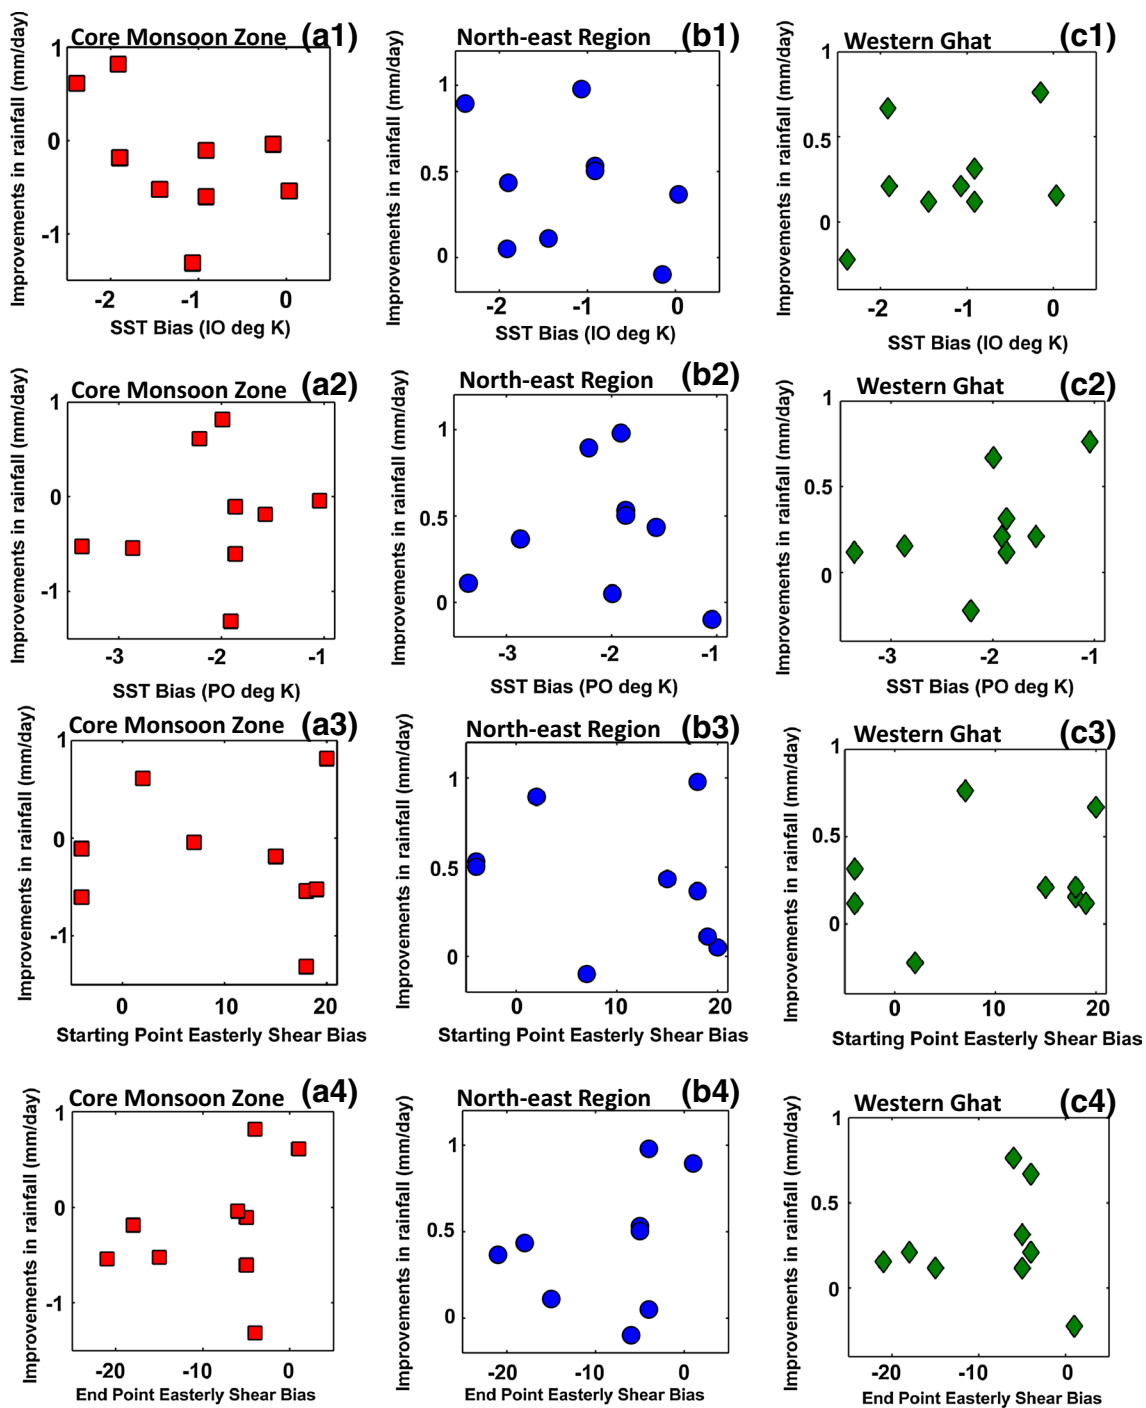 Core Monsoon Zone (a1)
Improvements in rainfall (mm/day)
1
0
-1
-2 -1 0
SST Bias (IO deg K)
North-east Region (b1)
Improvements in rainfall (mm/day)
1
0.5
0
-2 -1 0
SST Bias (IO deg K)
Western Ghat (c1)
Improvements in rainfall (mm/day)
0.5
0
-2 -1 0
SST Bias (IO deg K)
Core Monsoon Zone (a2)
Improvements in rainfall (mm/day)
1
0
-1
-3 -2 -1
SST Bias (PO deg K)
North-east Region (b2)
Improvements in rainfall (mm/day)
1
0.5
0
-3 -2 -1
SST Bias (PO deg K)
Western Ghat (c2)
Improvements in rainfall (mm/day)
0.5
0
-3 -2 -1
SST Bias (PO deg K)
Core Monsoon Zone (a3)
Improvements in rainfall (mm/day)
1
0
-1
0 10 20
Starting Point Easterly Shear Bias
North-east Region (b3)
Improvements in rainfall (mm/day)
1
0.5
0
0 10 20
Starting Point Easterly Shear Bias
Western Ghat (c3)
Improvements in rainfall (mm/day)
0.5
0
0 10 20
Starting Point Easterly Shear Bias
Core Monsoon Zone (a4)
Improvements in rainfall (mm/day)
1
0
-1
-20 -10 0
End Point Easterly Shear Bias
North-east Region (b4)
Improvements in rainfall (mm/day)
1
0.5
0
-20 -10 0
End Point Easterly Shear Bias
Western Ghat (c4)
Improvements in rainfall (mm/day)
0.5
0
-20 -10 0
End Point Easterly Shear Bias